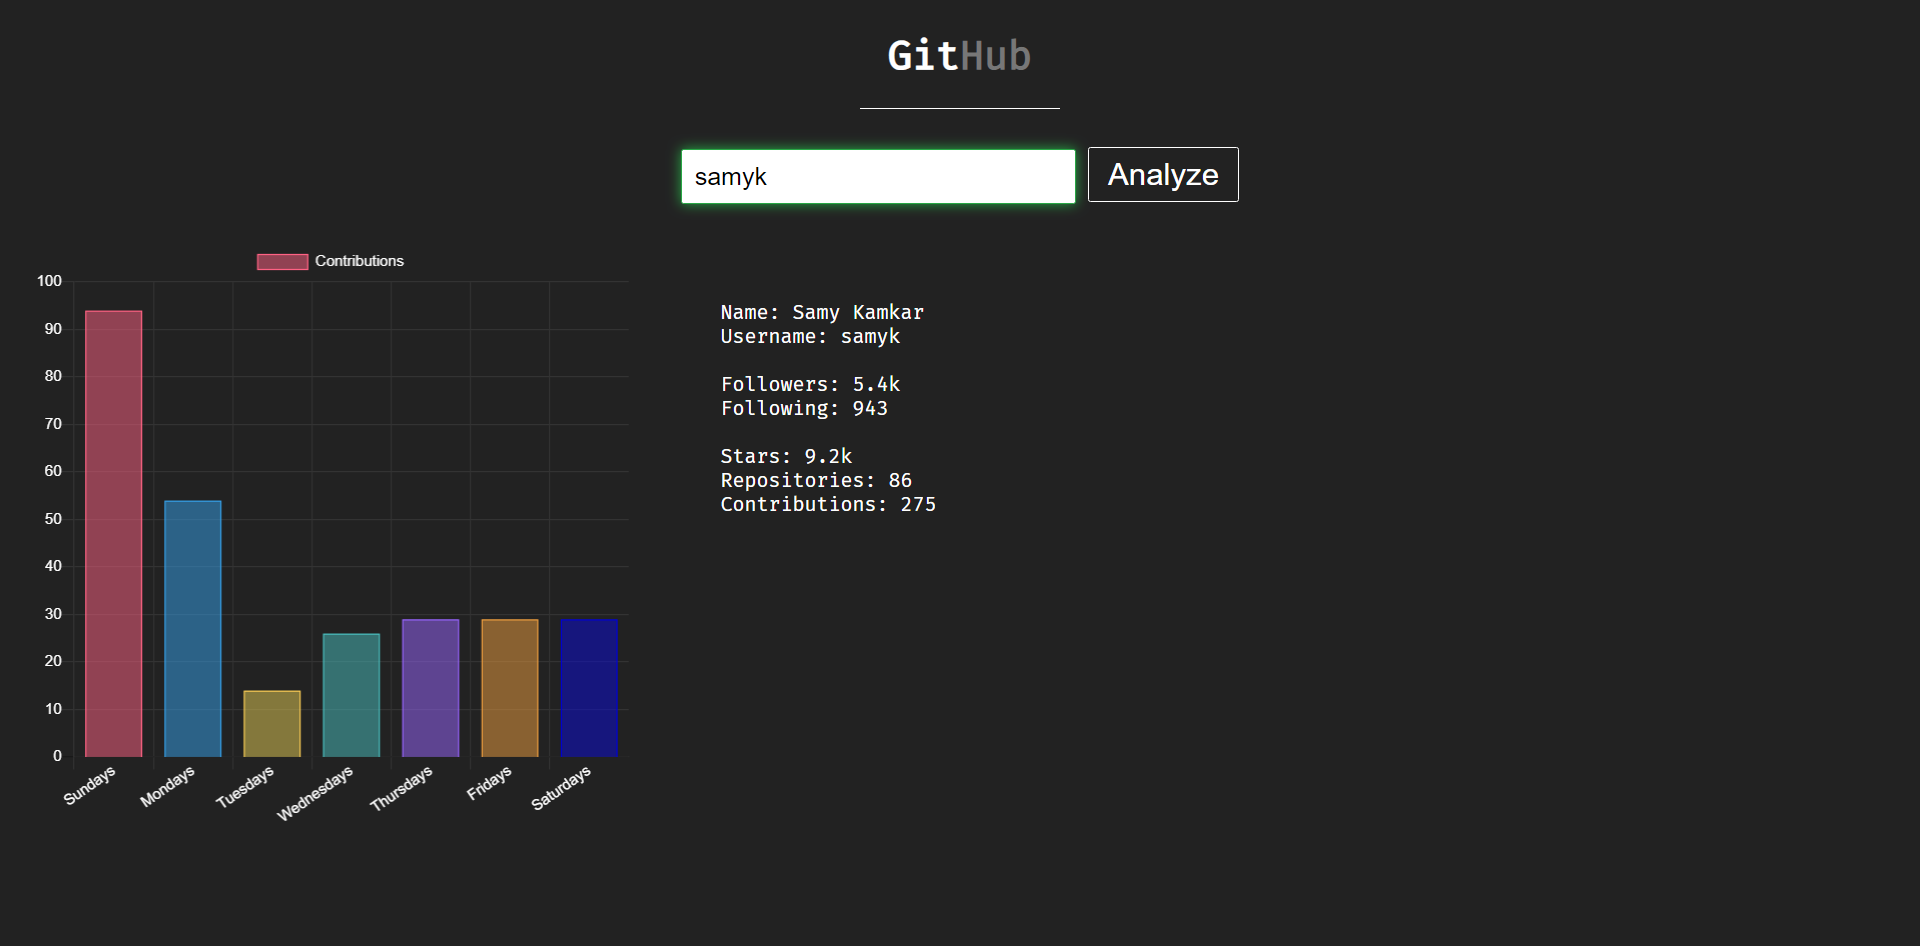 GitHub
samyk
Analyze
Contributions
100
90
80
70
60
50
40
30
20
10
0
Sundays
Mondays
Tuesdays
Wednesdays
Thursdays
Fridays
Saturdays
Name: Samy Kamkar
Username: samyk
Followers: 5.4k
Following: 943
Stars: 9.2k
Repositories: 86
Contributions: 275